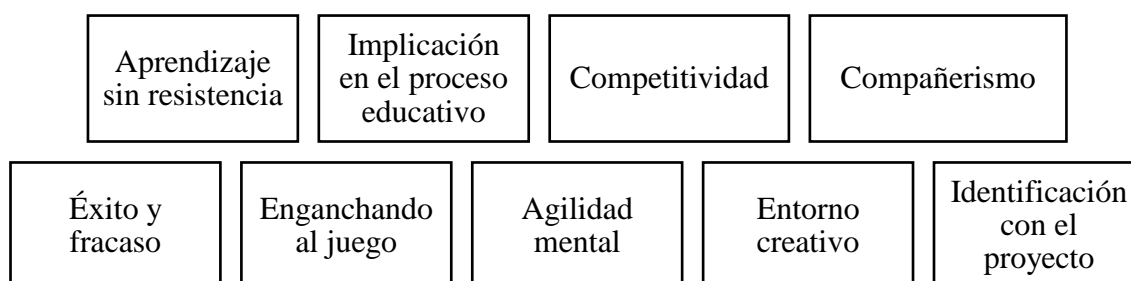 Aprendizaje
sin resistencia
Implicación
en el proceso
educativo
Competitividad
Compañerismo
Éxito y
fracaso
Enganchando
al juego
Agilidad
mental
Entorno
creativo
Identificación
con el
proyecto